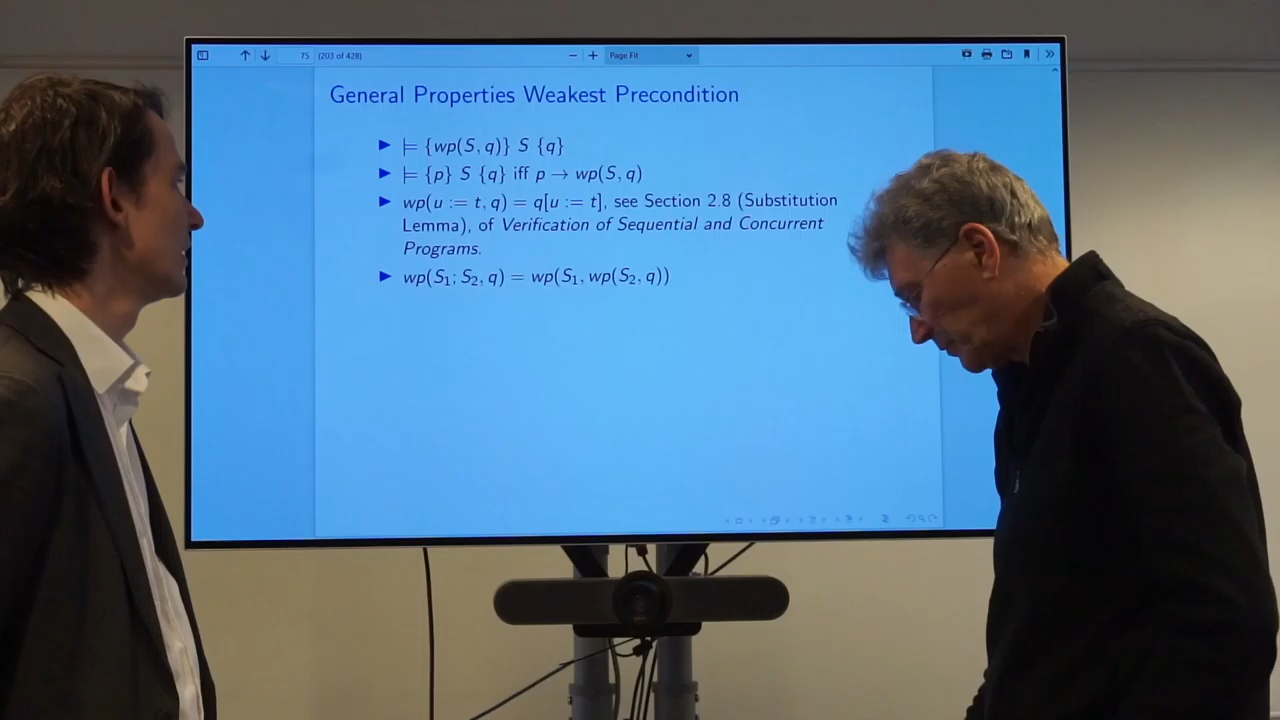 75 (203 of 428)
Page Fit
General Properties Weakest Precondition
▶ ⊨ {wp(S, q)} S {q}
▶ ⊨ {p} S {q} iff p → wp(S, q)
▶ wp(u := t, q) = q[u := t], see Section 2.8 (Substitution
Lemma), of Verification of Sequential and Concurrent
Programs.
▶ wp(S₁; S₂, q) = wp(S₁, wp(S₂, q))